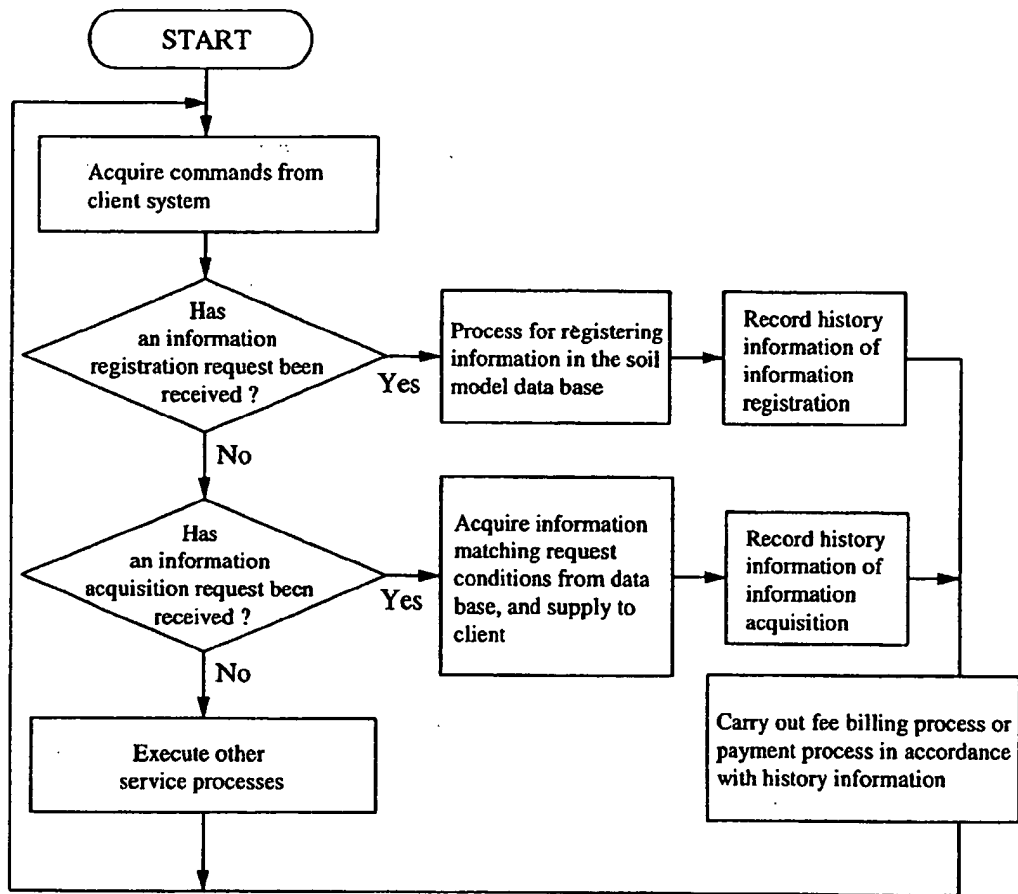 START
Acquire commands from
client system
Has
an information
registration request been
received ?
Yes
No
Process for registering
information in the soil
model data base
Record history
information of
information
registration
Has
an information
acquisition request been
received ?
Yes
No
Acquire information
matching request
conditions from data
base, and supply to
client
Record history
information of
information
acquisition
Execute other
service processes
Carry out fee billing process or
payment process in accordance
with history information